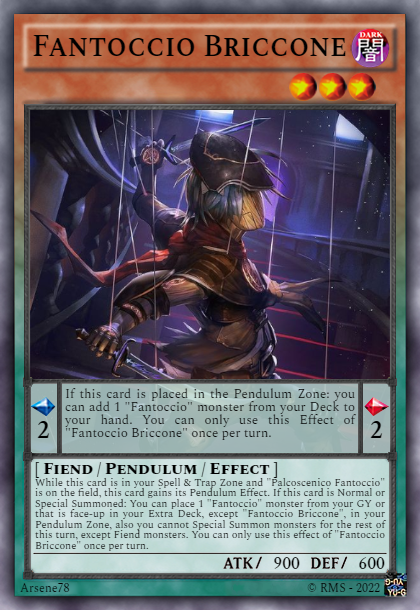 FANTOCCIO BRICCONE
DARK
闇
If this card is placed in the Pendulum Zone: you
can add 1 "Fantoccio" monster from your Deck to
your hand. You can only use this Effect of
"Fantoccio Briccone" once per turn.
2
2
[ FIEND / PENDULUM / EFFECT ]
While this card is in your Spell & Trap Zone and "Palcoscenico Fantoccio"
is on the field, this card gains its Pendulum Effect. If this card is Normal or
Special Summoned: You can place 1 "Fantoccio" monster from your GY or
that is face-up in your Extra Deck, except "Fantoccio Briccone", in your
Pendulum Zone, also you cannot Special Summon monsters for the rest of
this turn, except Fiend monsters. You can only use this effect of "Fantoccio
Briccone" once per turn.
ATK/ 900 DEF/ 600
Arsene78
© RMS - 2022
D-NA
YU-G